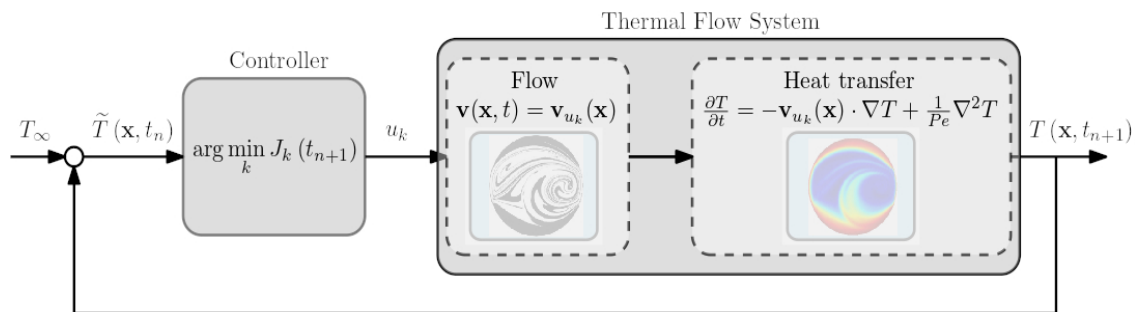 Thermal Flow System
Controller
Flow
Heat transfer
v(x, t) = v_{u_k}(x)
∂T/∂t = −v_{u_k}(x) · ∇T + 1/Pe ∇²T
T_∞
T̃ (x, t_n)
arg min_k J_k (t_{n+1})
u_k
T (x, t_{n+1})